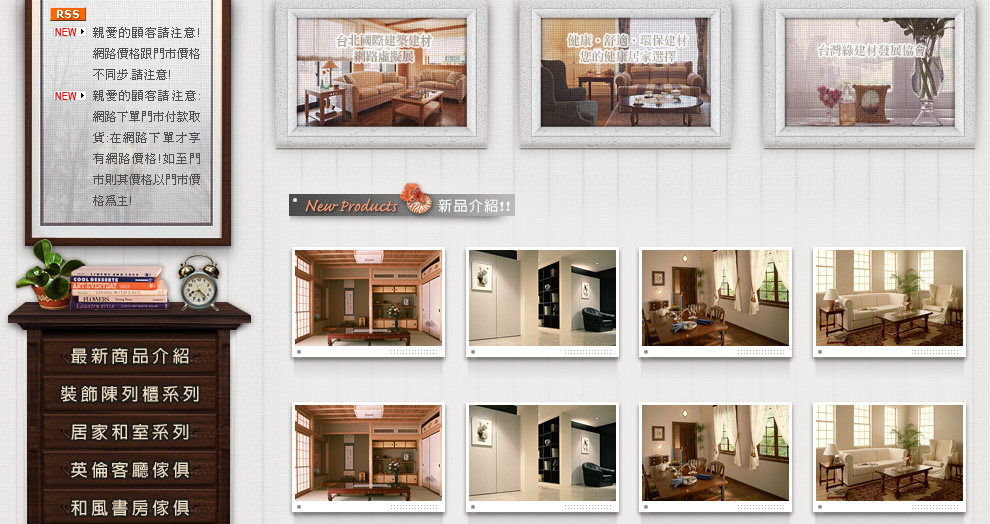 RSS
NEW 親愛的顧客請注意!
網路價格跟門市價格
不同步請注意!
NEW 親愛的顧客請注意:
網路下單門市付款取
貨:在網路下單才享
有網路價格!如至門
市則其價格以門市價
格為主!
台北國際建築建材
網路虛擬展
健康・舒適・環保建材
您的健康居家選擇
台灣綠建材發展協會
New Products 新品介紹!!
COOL DESSERTS
ART EVERYDAY
FLOWERS
最新商品介紹
裝飾陳列櫃系列
居家和室系列
英倫客廳傢俱
和風書房傢俱